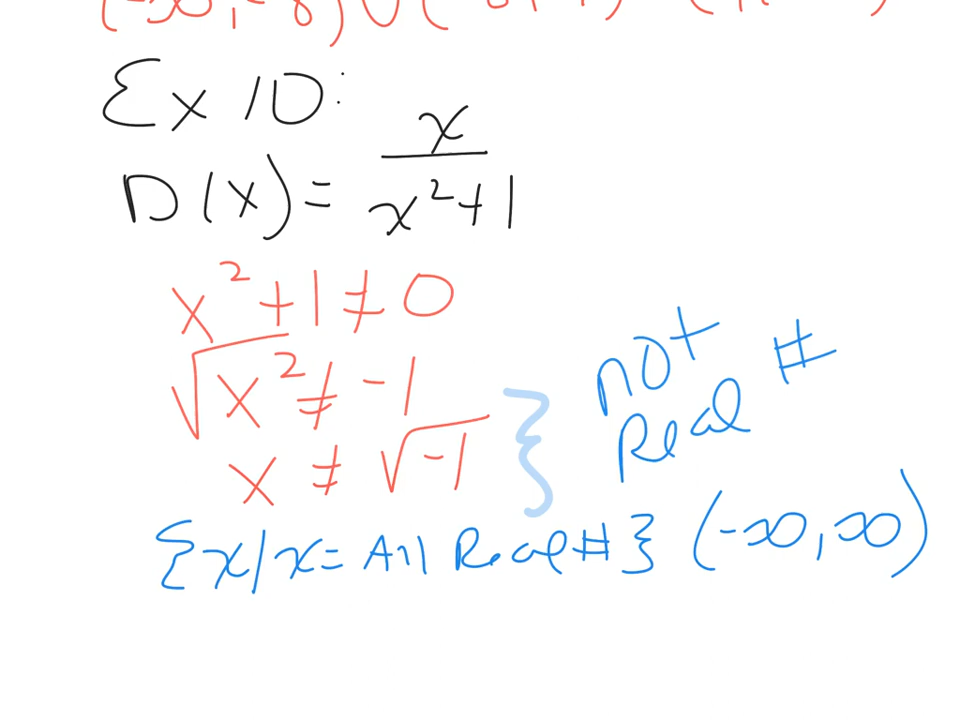 Ex 10:
D(x) = x / x²+1
x² + 1 ≠ 0
√x² ≠ -1
x ≠ √-1
} not Real #
{x/x = All Real #} (-∞, ∞)